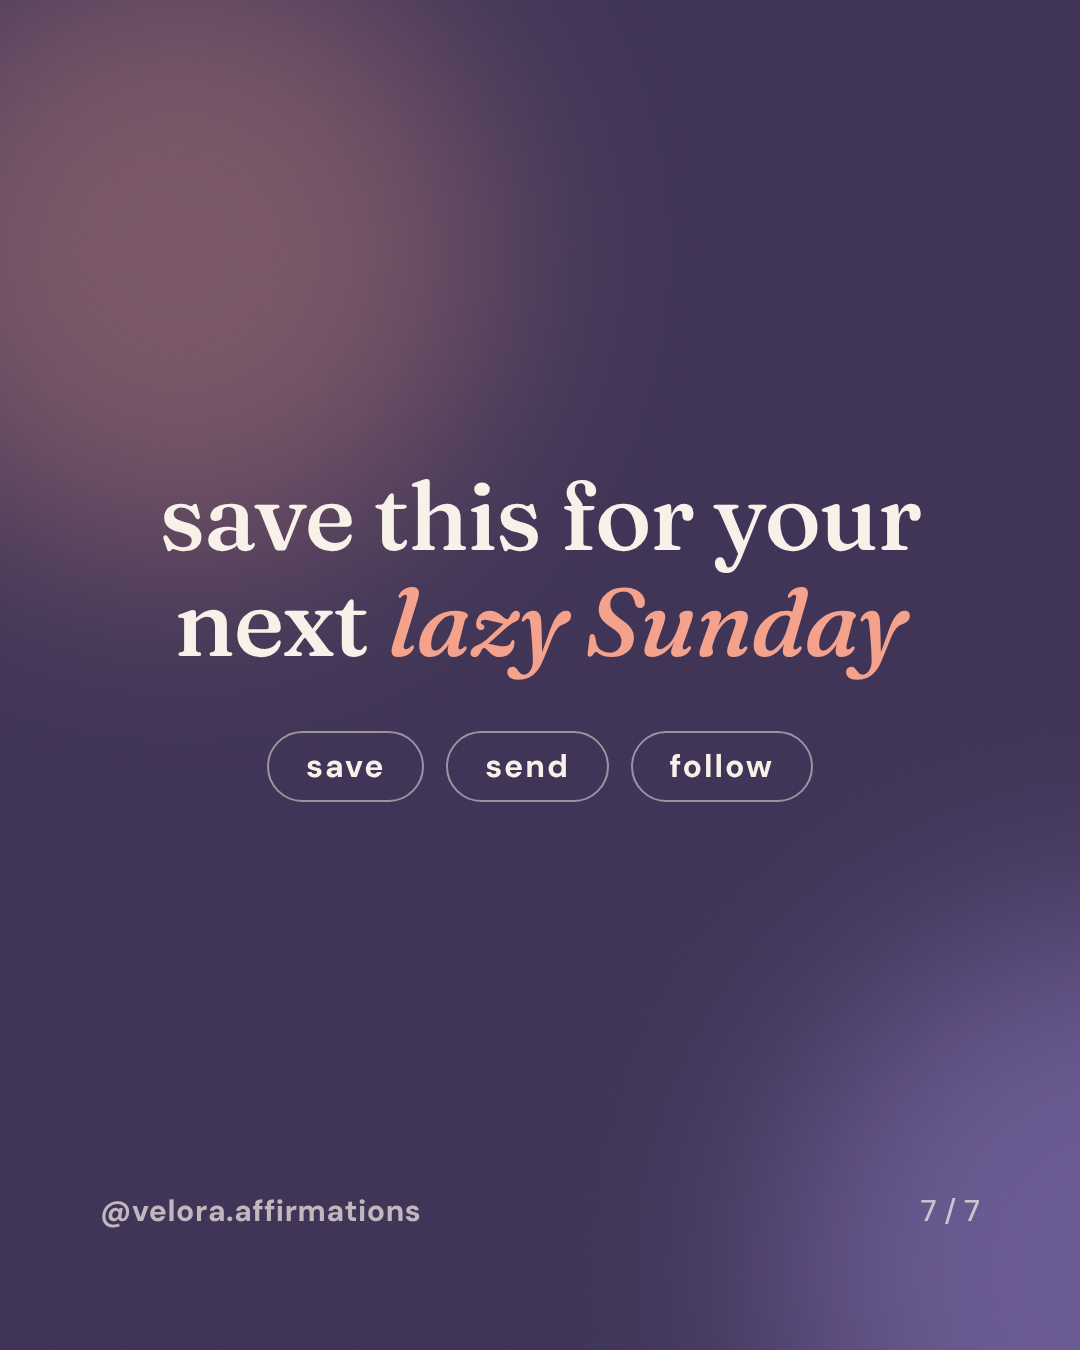 save this for your
next lazy Sunday
save send follow
@velora.affirmations
7 / 7